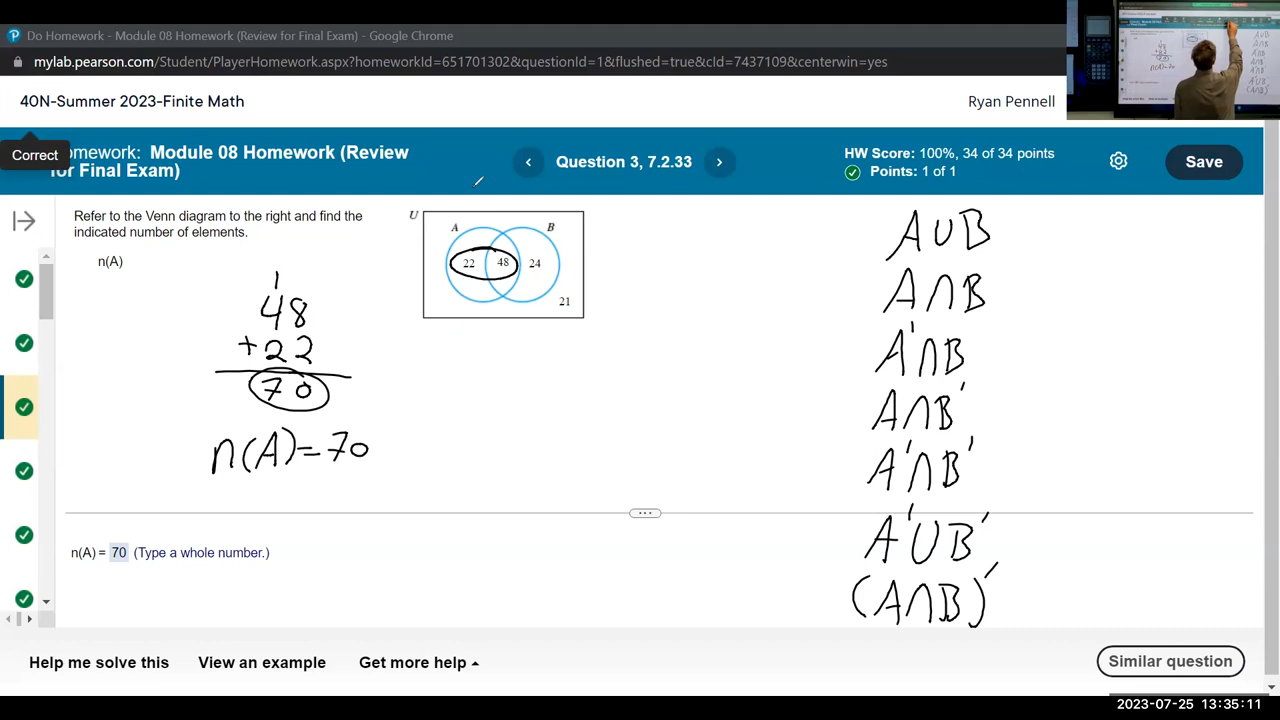 Do Homework - Module 08 Homework (Review for Final Exam) - Google Ch
mylab.pearson.com/Student/PlayerHomework.aspx?homeworkId=651701302&questionId=1&flushed=true&cId=7437109&centerwin=yes
40N-Summer 2023-Finite Math
Ryan Pennell
Correct
omework: Module 08 Homework (Review
for Final Exam)
Question 3, 7.2.33
HW Score: 100%, 34 of 34 points
Points: 1 of 1
Save
Refer to the Venn diagram to the right and find the
indicated number of elements.
n(A)
U
A
B
22
48
24
21
1
48
+22
70
n(A)=70
A∪B
A∩B
A'∩B
A∩B'
A'∩B'
A'∪B'
(A∩B)'
n(A) = 70 (Type a whole number.)
Help me solve this
View an example
Get more help
Similar question
2023-07-25 13:35:11